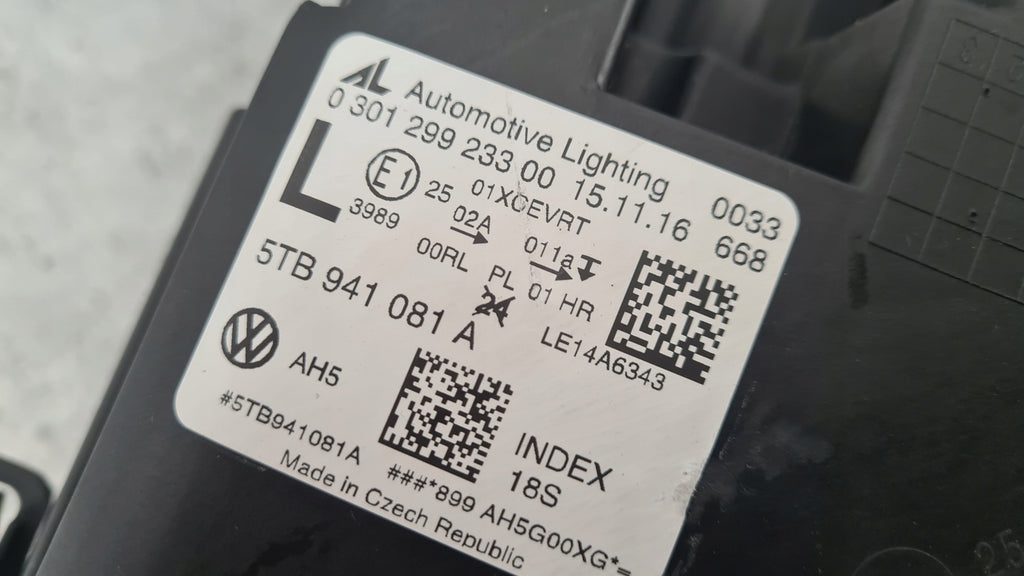 AL Automotive Lighting
0 301 299 233 00 15.11.16 0033
668
L E1 25 01XCEVRT
3989 02A 011a
00RL PL 01 HR
24
LE14A6343
5TB 941 081 A
VW AH5
INDEX
18S
#5TB941081A ###*899 AH5G00XG*=
Made in Czech Republic
25